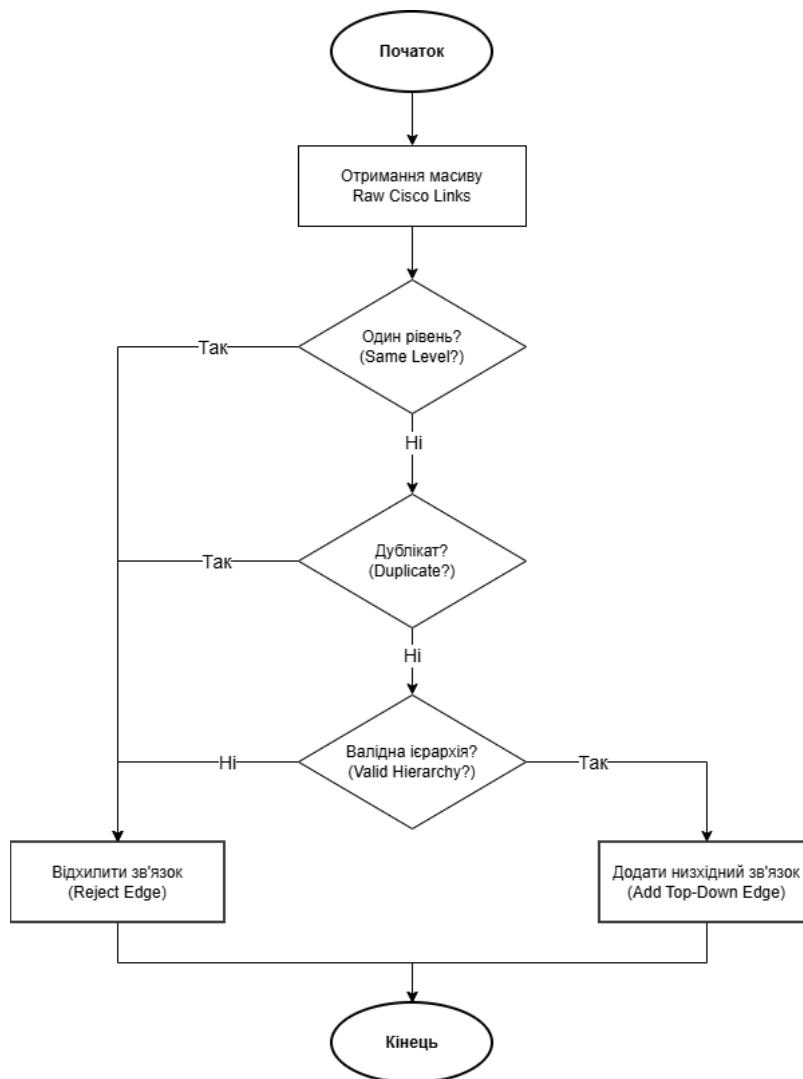 Початок
Отримання масиву
Raw Cisco Links
Один рівень?
(Same Level?)
Так
Ні
Дублікат?
(Duplicate?)
Так
Ні
Валідна ієрархія?
(Valid Hierarchy?)
Ні
Так
Відхилити зв'язок
(Reject Edge)
Додати низхідний зв'язок
(Add Top-Down Edge)
Кінець